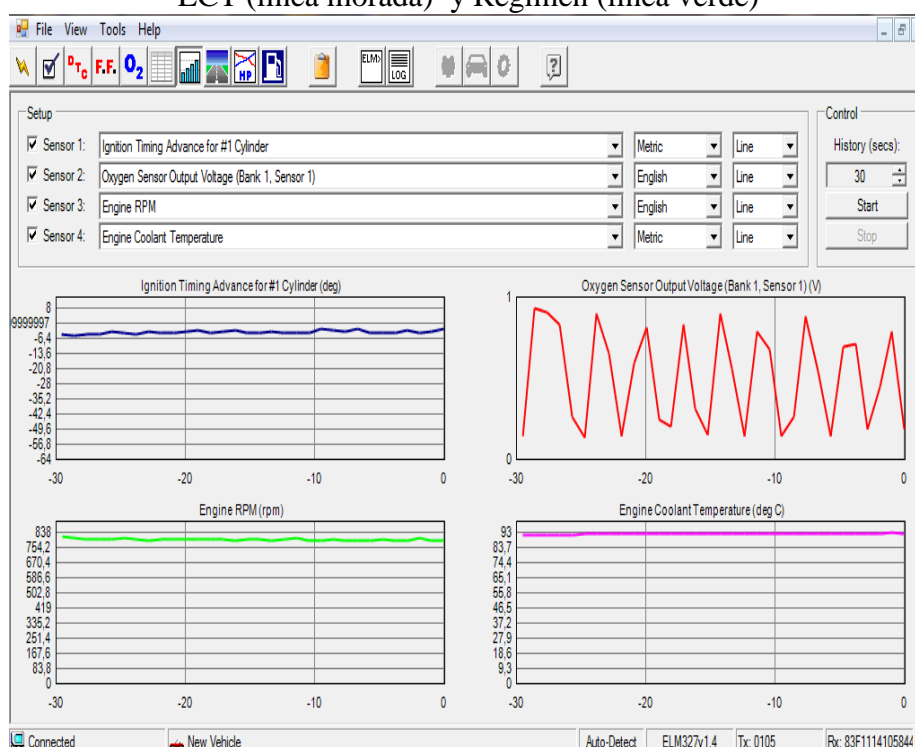 ECT (línea morada) y Régimen (línea verde)
File View Tools Help
DTC F.F. O2 HP ELM> LOG ?
Setup
Control
Sensor 1: Ignition Timing Advance for #1 Cylinder Metric Line
History (secs):
Sensor 2: Oxygen Sensor Output Voltage (Bank 1, Sensor 1) English Line
30
Sensor 3: Engine RPM English Line
Start
Sensor 4: Engine Coolant Temperature Metric Line
Stop
Ignition Timing Advance for #1 Cylinder (deg)
8
9999997
-6,4
-13,6
-20,8
-28
-35,2
-42,4
-49,6
-56,8
-64
-30 -20 -10 0
Oxygen Sensor Output Voltage (Bank 1, Sensor 1) (V)
1
0
-30 -20 -10 0
Engine RPM (rpm)
838
754,2
670,4
586,6
502,8
419
335,2
251,4
167,6
83,8
0
-30 -20 -10 0
Engine Coolant Temperature (deg C)
93
83,7
74,4
65,1
55,8
46,5
37,2
27,9
18,6
9,3
0
-30 -20 -10 0
Connected New Vehicle Auto-Detect ELM327v1.4 Tx: 0105 Rx: 83F1114105844